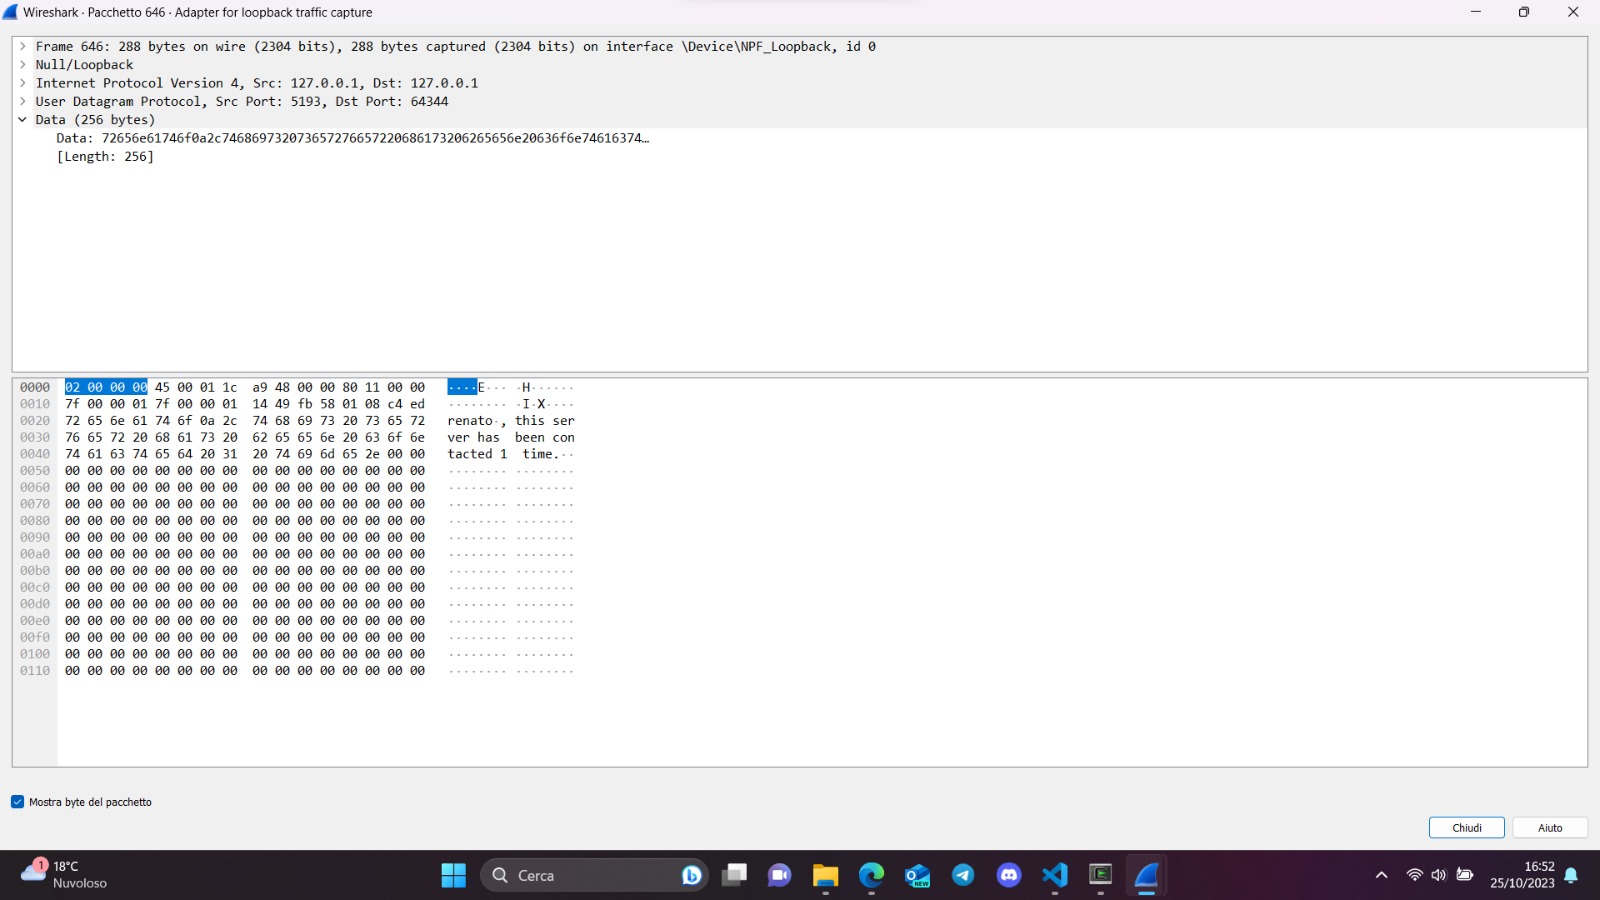 Wireshark · Pacchetto 646 · Adapter for loopback traffic capture
Frame 646: 288 bytes on wire (2304 bits), 288 bytes captured (2304 bits) on interface \Device\NPF_Loopback, id 0
Null/Loopback
Internet Protocol Version 4, Src: 127.0.0.1, Dst: 127.0.0.1
User Datagram Protocol, Src Port: 5193, Dst Port: 64344
Data (256 bytes)
Data: 72656e61746f0a2c746869732073657276657220686173206265656e20636f6e74616374…
[Length: 256]
0000 02 00 00 00 45 00 01 1c a9 48 00 00 80 11 00 00 ····E··· ·H······
0010 7f 00 00 01 7f 00 00 01 14 49 fb 58 01 08 c4 ed ········ ·I·X····
0020 72 65 6e 61 74 6f 0a 2c 74 68 69 73 20 73 65 72 renato·, this ser
0030 76 65 72 20 68 61 73 20 62 65 65 6e 20 63 6f 6e ver has been con
0040 74 61 63 74 65 64 20 31 20 74 69 6d 65 2e 00 00 tacted 1 time.··
0050 00 00 00 00 00 00 00 00 00 00 00 00 00 00 00 00 ········ ········
0060 00 00 00 00 00 00 00 00 00 00 00 00 00 00 00 00 ········ ········
0070 00 00 00 00 00 00 00 00 00 00 00 00 00 00 00 00 ········ ········
0080 00 00 00 00 00 00 00 00 00 00 00 00 00 00 00 00 ········ ········
0090 00 00 00 00 00 00 00 00 00 00 00 00 00 00 00 00 ········ ········
00a0 00 00 00 00 00 00 00 00 00 00 00 00 00 00 00 00 ········ ········
00b0 00 00 00 00 00 00 00 00 00 00 00 00 00 00 00 00 ········ ········
00c0 00 00 00 00 00 00 00 00 00 00 00 00 00 00 00 00 ········ ········
00d0 00 00 00 00 00 00 00 00 00 00 00 00 00 00 00 00 ········ ········
00e0 00 00 00 00 00 00 00 00 00 00 00 00 00 00 00 00 ········ ········
00f0 00 00 00 00 00 00 00 00 00 00 00 00 00 00 00 00 ········ ········
0100 00 00 00 00 00 00 00 00 00 00 00 00 00 00 00 00 ········ ········
0110 00 00 00 00 00 00 00 00 00 00 00 00 00 00 00 00 ········ ········
Mostra byte del pacchetto
Chiudi Aiuto
1 18°C
Nuvoloso
Cerca
NEW
16:52
25/10/2023